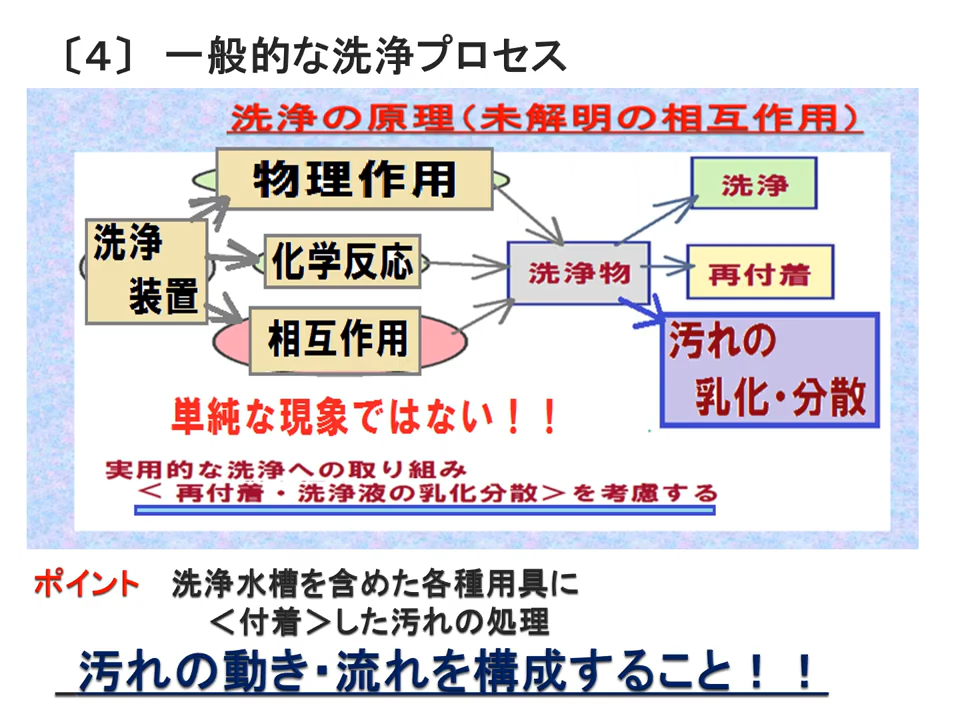 〔4〕 一般的な洗浄プロセス
洗浄の原理(未解明の相互作用)
物理作用
洗浄
洗浄
装置
化学反応
洗浄物
再付着
相互作用
汚れの
乳化・分散
単純な現象ではない！！
実用的な洗浄への取り組み
＜ 再付着・洗浄液の乳化分散＞を考慮する
ポイント 洗浄水槽を含めた各種用具に
＜付着＞した汚れの処理
汚れの動き・流れを構成すること！！